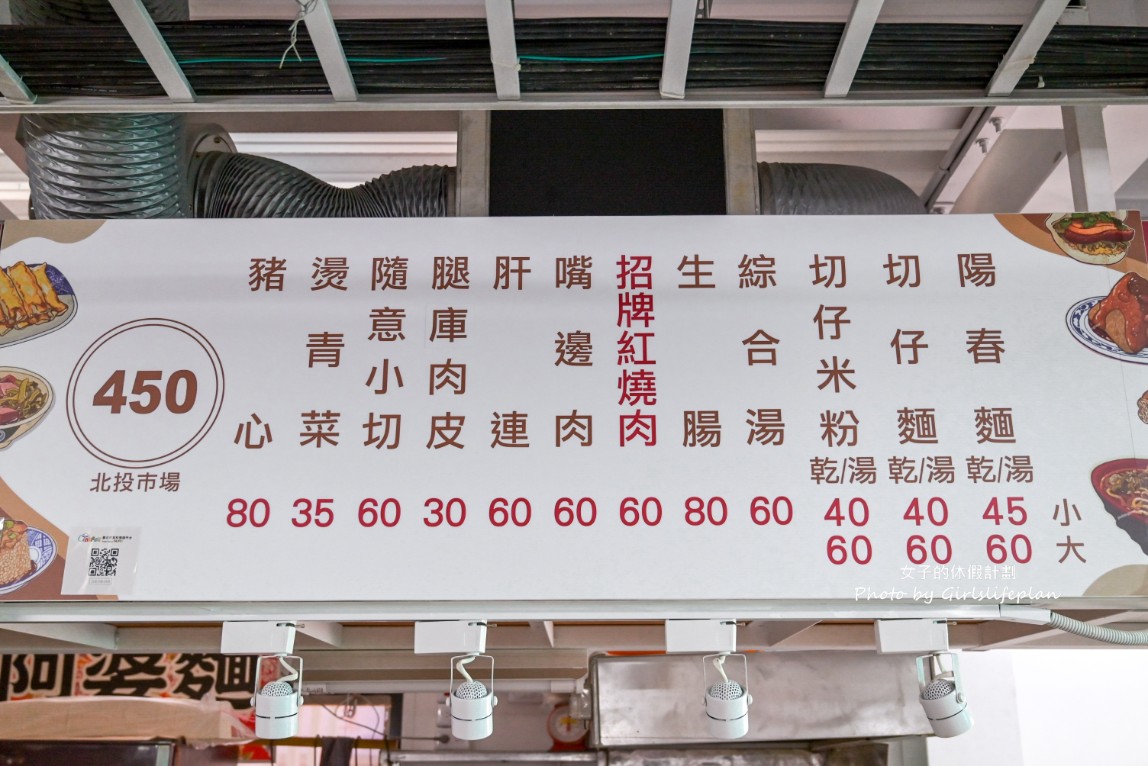 陽春麵 乾/湯 45 60
切仔麵 乾/湯 40 60
切仔米粉 乾/湯 40 60
小
大
綜合湯 60
生腸 80
招牌紅燒肉 60
嘴邊肉 60
肝連 60
腿庫肉皮 30
隨意小切 60
燙青菜 35
豬心 80
450
北投市場
女子的休假計劃
Photo by Girlslifeplan
阿婆麵